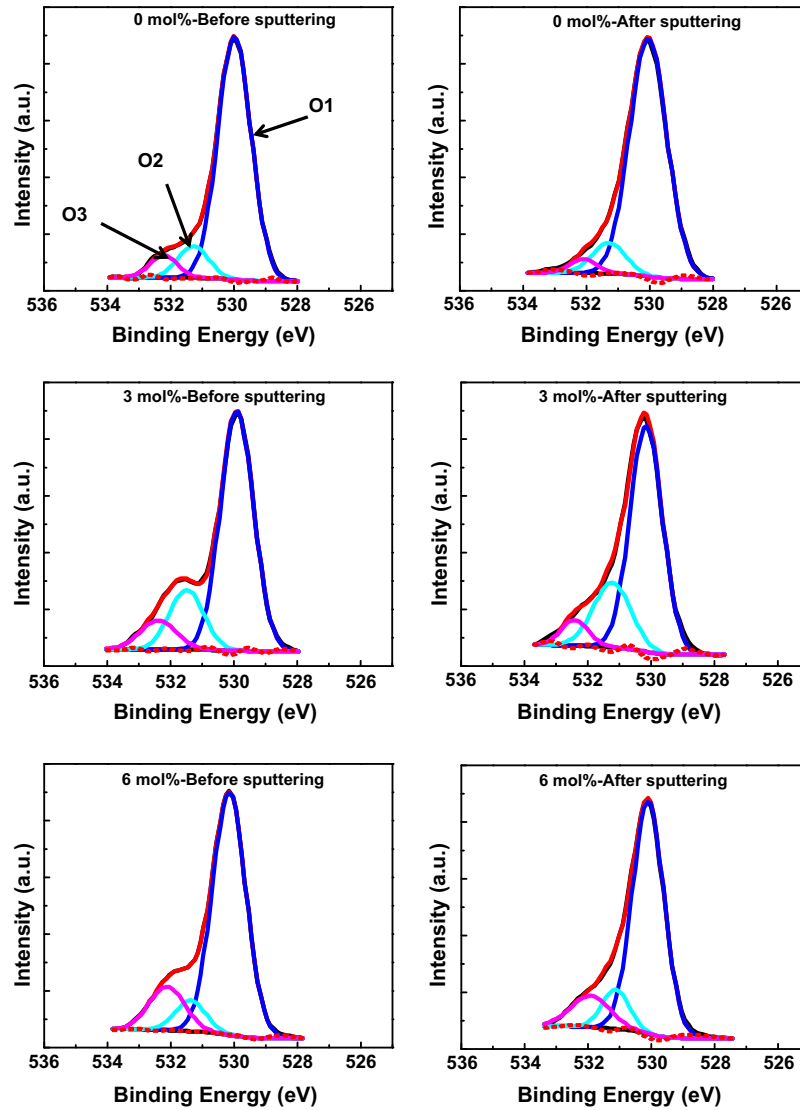 0 mol%-Before sputtering
O1
O2
O3
Intensity (a.u.)
536 534 532 530 528 526
Binding Energy (eV)
0 mol%-After sputtering
Intensity (a.u.)
536 534 532 530 528 526
Binding Energy (eV)
3 mol%-Before sputtering
Intensity (a.u.)
536 534 532 530 528 526
Binding Energy (eV)
3 mol%-After sputtering
Intensity (a.u.)
536 534 532 530 528 526
Binding Energy (eV)
6 mol%-Before sputtering
Intensity (a.u.)
536 534 532 530 528 526
Binding Energy (eV)
6 mol%-After sputtering
Intensity (a.u.)
536 534 532 530 528 526
Binding Energy (eV)